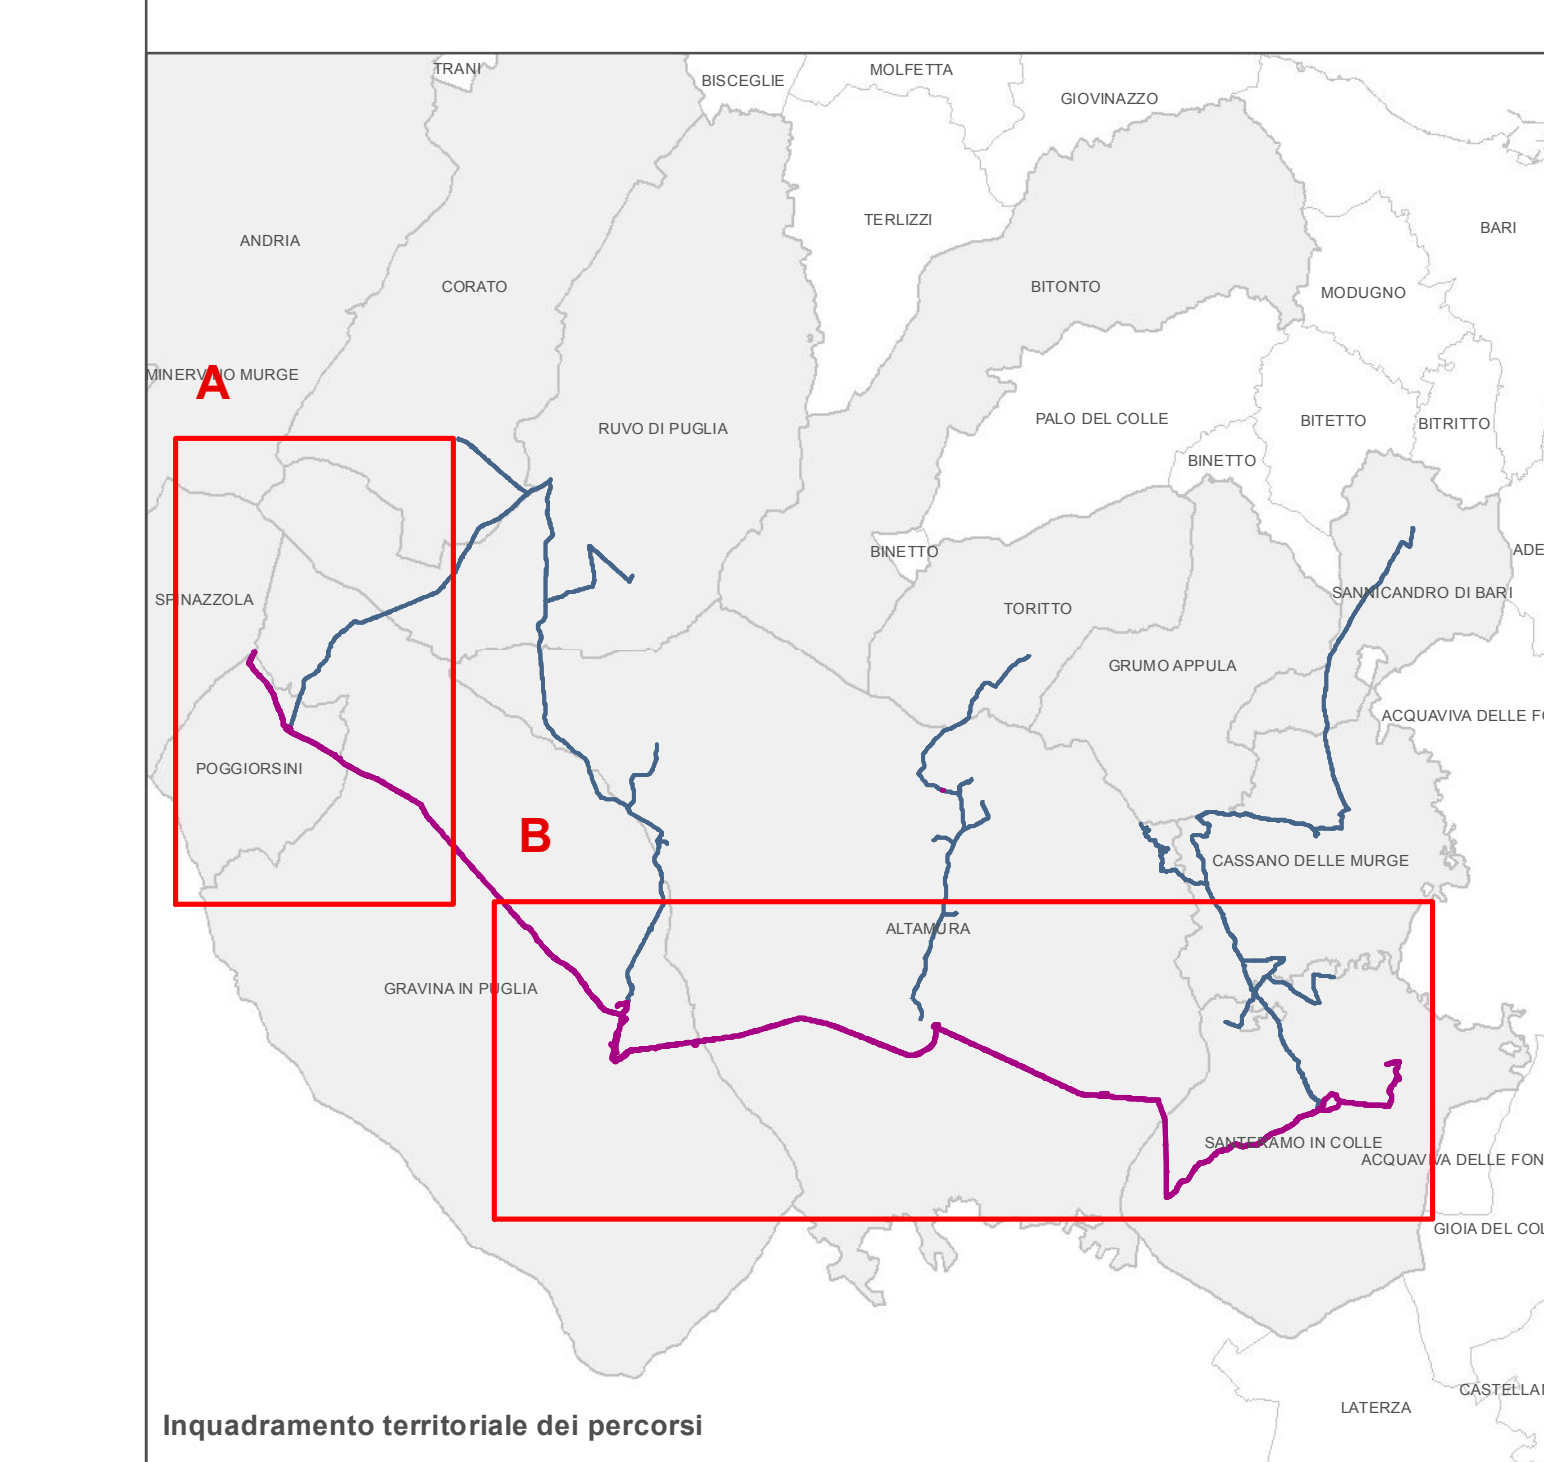 TRANI
BISCEGLIE
MOLFETTA
GIOVINAZZO
TERLIZZI
BARI
ANDRIA
CORATO
BITONTO
MODUGNO
MINERVINO MURGE
A
RUVO DI PUGLIA
PALO DEL COLLE
BITETTO
BITRITTO
BINETTO
BINETTO
ADE
SPINAZZOLA
TORITTO
SANNICANDRO DI BARI
GRUMO APPULA
ACQUAVIVA DELLE FO
POGGIORSINI
B
CASSANO DELLE MURGE
ALTAMURA
GRAVINA IN PUGLIA
SANTERAMO IN COLLE
ACQUAVIVA DELLE FON
GIOIA DEL COL
CASTELLAN
LATERZA
Inquadramento territoriale dei percorsi